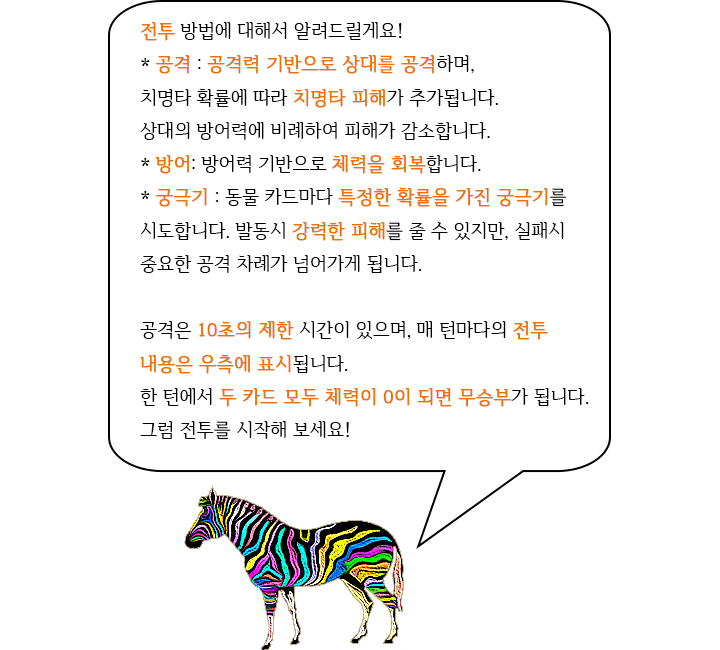 전투 방법에 대해서 알려드릴게요!
* 공격 : 공격력 기반으로 상대를 공격하며,
치명타 확률에 따라 치명타 피해가 추가됩니다.
상대의 방어력에 비례하여 피해가 감소합니다.
* 방어: 방어력 기반으로 체력을 회복합니다.
* 궁극기 : 동물 카드마다 특정한 확률을 가진 궁극기를
시도합니다. 발동시 강력한 피해를 줄 수 있지만, 실패시
중요한 공격 차례가 넘어가게 됩니다.
공격은 10초의 제한 시간이 있으며, 매 턴마다의 전투
내용은 우측에 표시됩니다.
한 턴에서 두 카드 모두 체력이 0이 되면 무승부가 됩니다.
그럼 전투를 시작해 보세요!